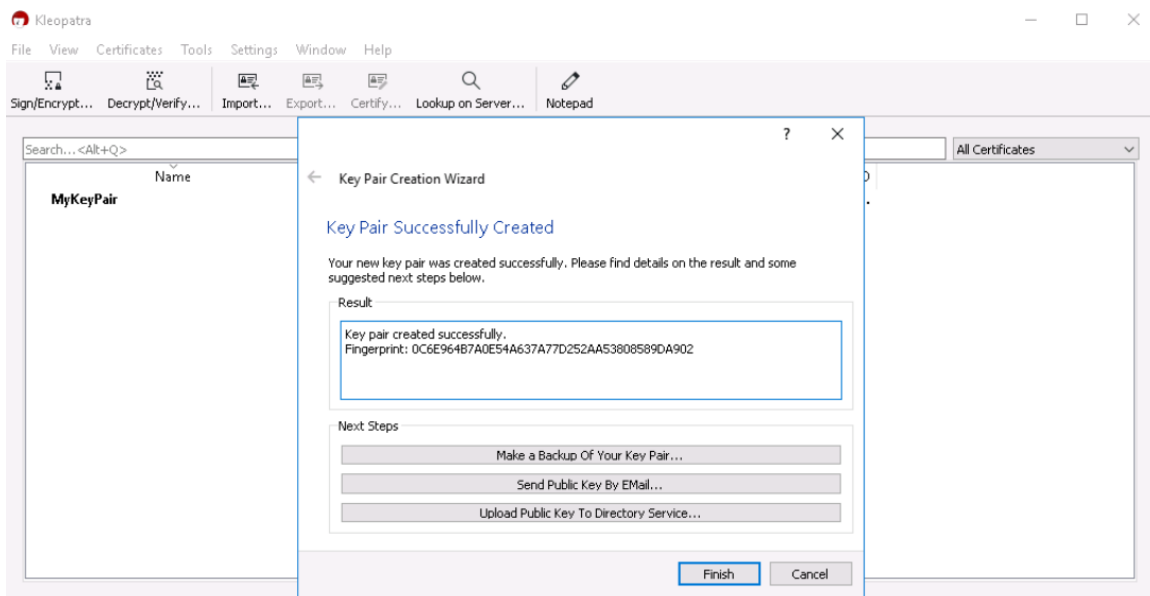 Kleopatra
File View Certificates Tools Settings Window Help
Sign/Encrypt... Decrypt/Verify... Import... Export... Certify... Lookup on Server... Notepad
Search...<Alt+Q>
All Certificates
Name
MyKeyPair
Key Pair Creation Wizard
Key Pair Successfully Created
Your new key pair was created successfully. Please find details on the result and some
suggested next steps below.
Result
Key pair created successfully.
Fingerprint: 0C6E964B7A0E54A637A77D252AA53808589DA902
Next Steps
Make a Backup Of Your Key Pair...
Send Public Key By EMail...
Upload Public Key To Directory Service...
Finish Cancel